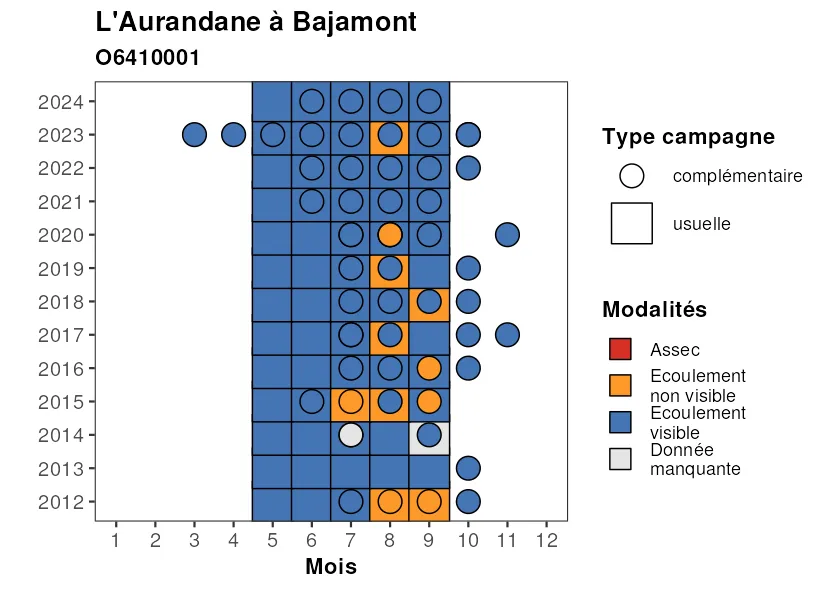 L'Aurandane à Bajamont
O6410001
2024
2023
2022
2021
2020
2019
2018
2017
2016
2015
2014
2013
2012
1 2 3 4 5 6 7 8 9 10 11 12
Mois
Type campagne
complémentaire
usuelle
Modalités
Assec
Ecoulement
non visible
Ecoulement
visible
Donnée
manquante